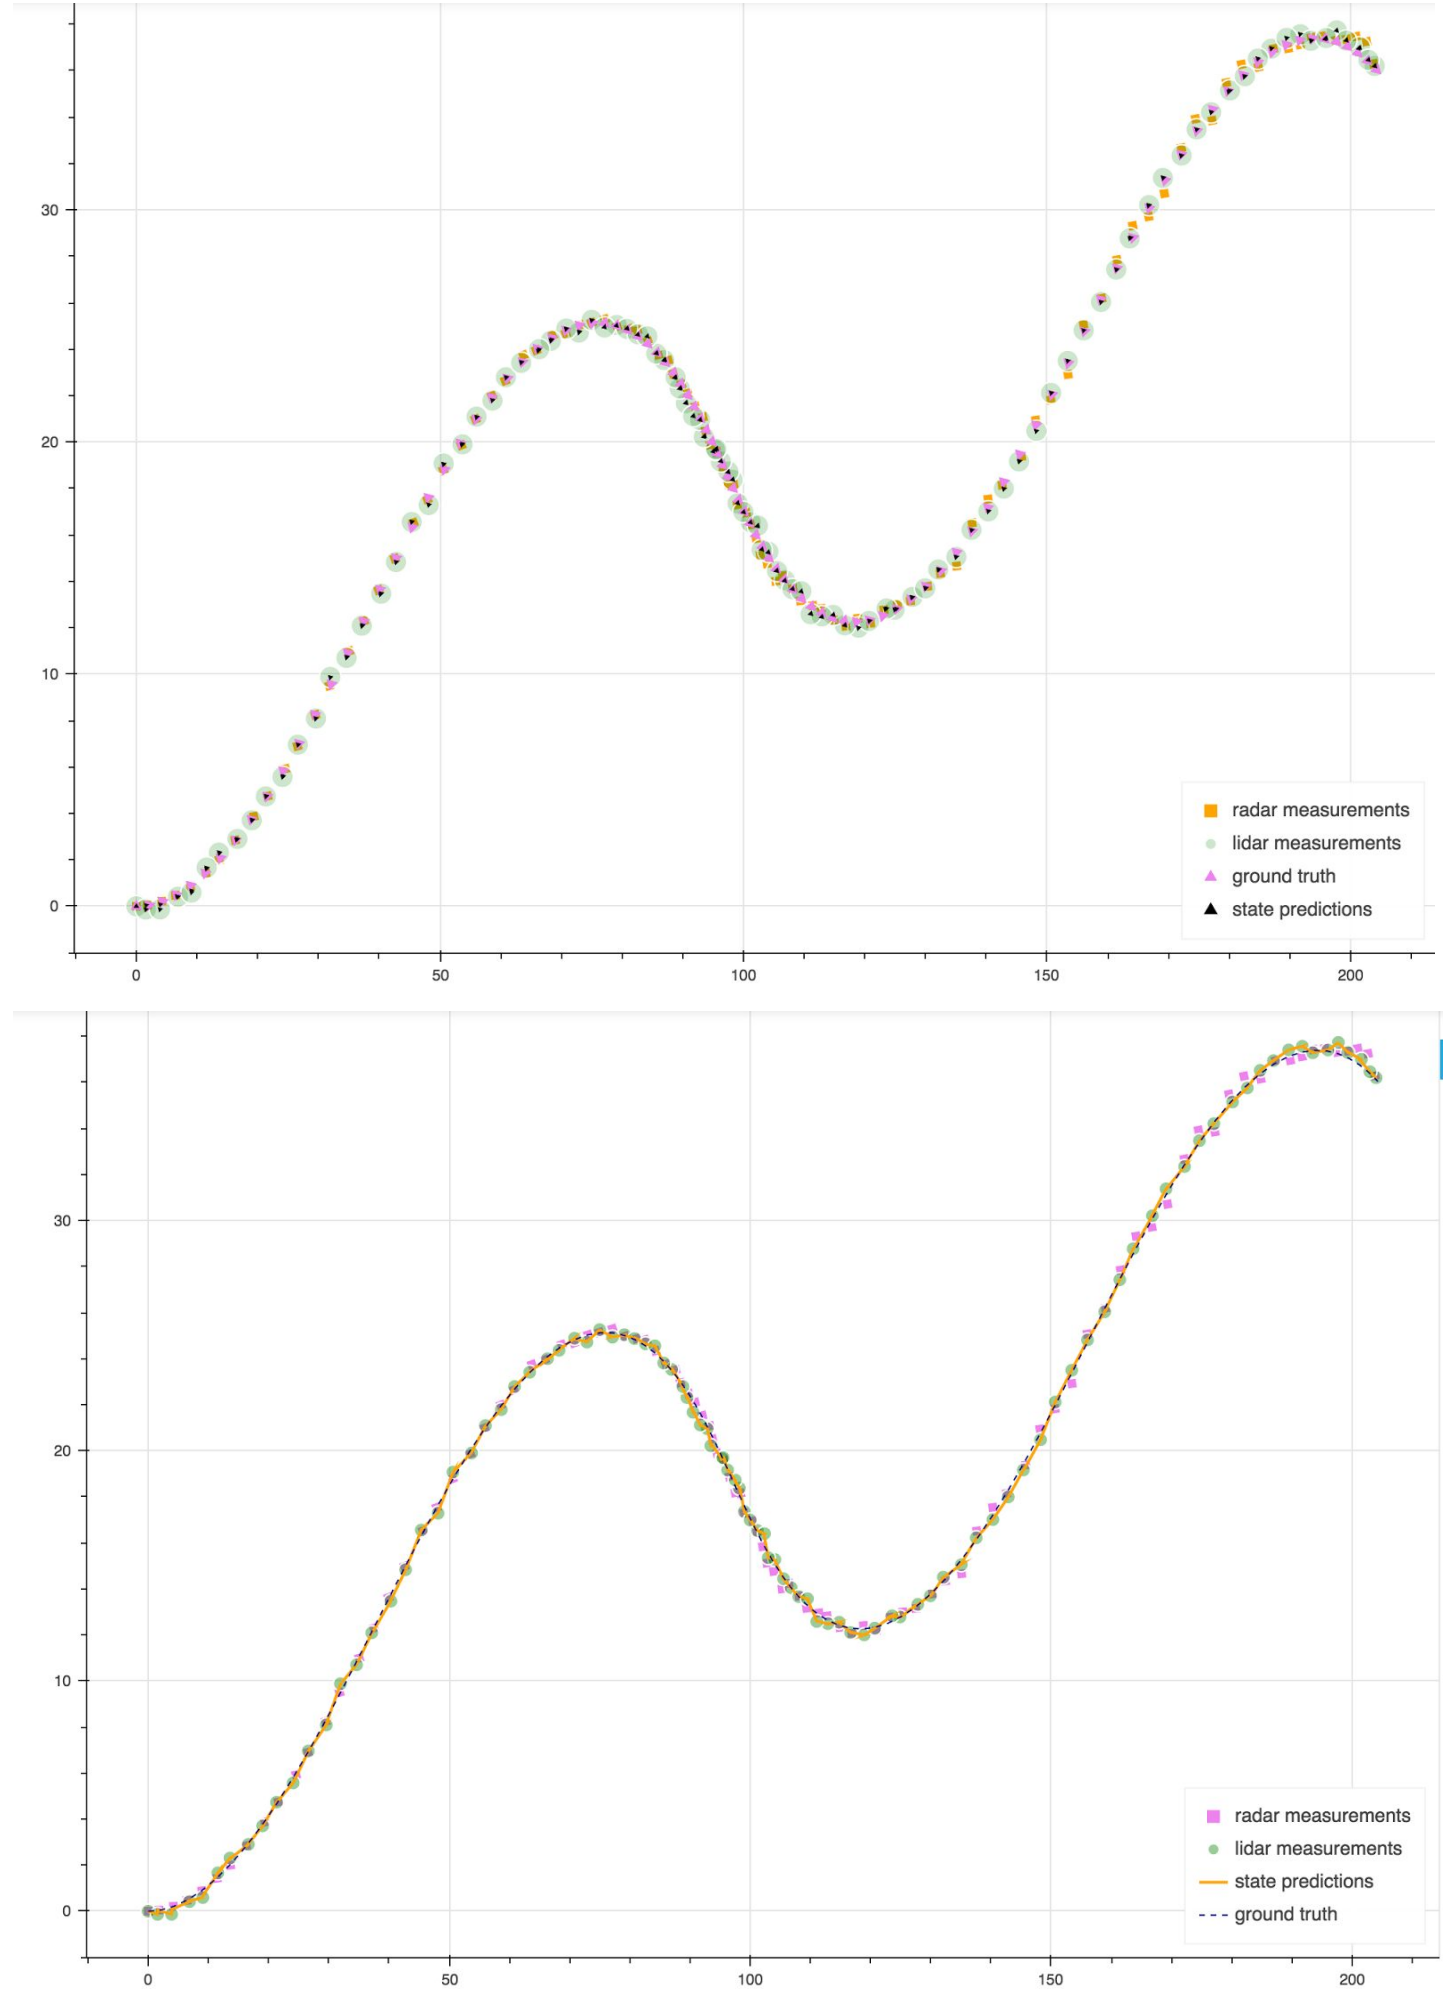 30
20
10
0
0 50 100 150 200
radar measurements
lidar measurements
ground truth
state predictions
30
20
10
0
0 50 100 150 200
radar measurements
lidar measurements
state predictions
ground truth